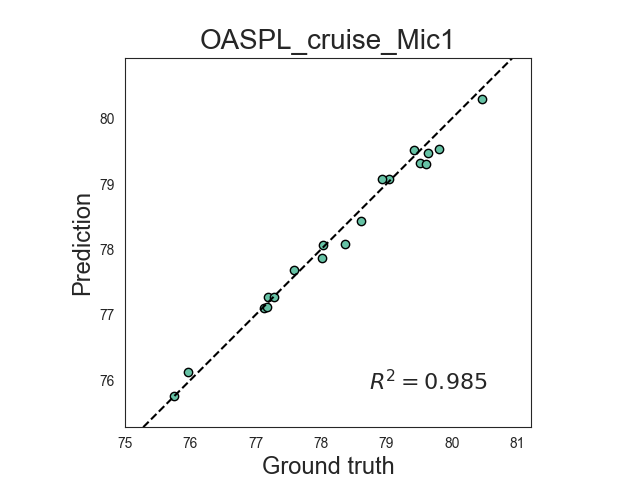 OASPL_cruise_Mic1
Prediction
80
79
78
77
76
R² = 0.985
75 76 77 78 79 80 81
Ground truth